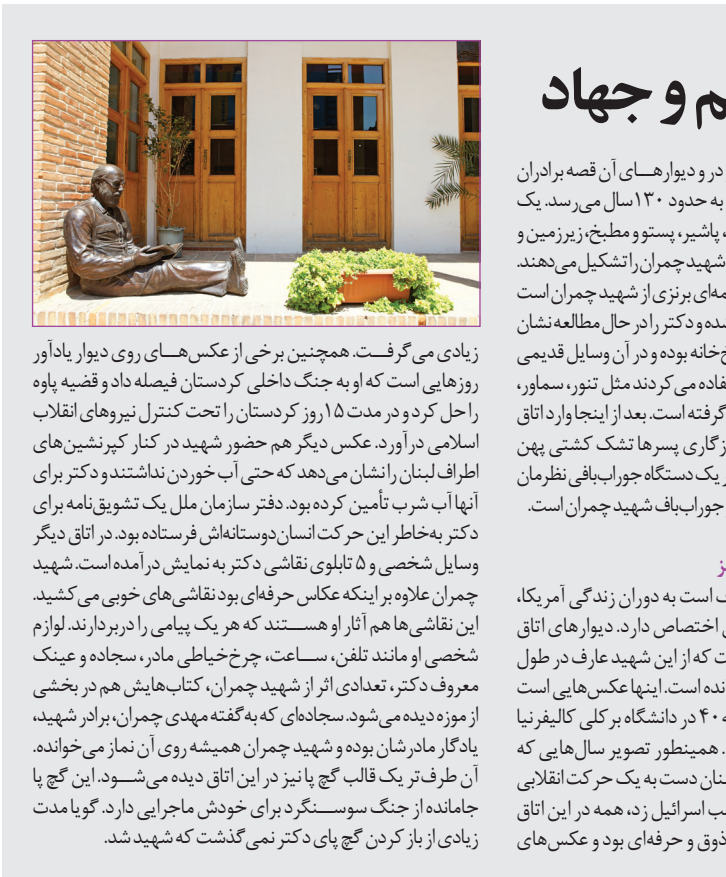 م و جهاد
در و دیوارهــای آن قصه برادران
به حدود ۱۳۰سال می‌رسد. یک
، پاشیر، پستو و مطبخ، زیرزمین و
شهید چمران را تشکیل می‌دهند.
مه‌ای برنزی از شهید چمران است
شده و دکتر را در حال مطالعه نشان
خ‌خانه بوده و در آن وسایل قدیمی
فاده می‌کردند مثل تنور، سماور،
گرفته است. بعد از اینجا وارد اتاق
زگاری پسرها تشک کشتی پهن
ر یک دستگاه جوراب‌بافی نظرمان
جوراب‌باف شهید چمران است.
ز
ف است به دوران زندگی آمریکا،
اختصاص دارد. دیوارهای اتاق
ت که از این شهید عارف در طول
نده است. اینها عکس‌هایی است
ه ۴۰ در دانشگاه برکلی کالیفرنیا
. همینطور تصویر سال‌هایی که
نان دست به یک حرکت انقلابی
ب اسرائیل زد، همه در این اتاق
ذوق و حرفه‌ای بود و عکس‌های
زیادی می‌گرفــت. همچنین برخی از عکس‌هــای روی دیوار یادآور
روزهایی است که او به جنگ داخلی کردستان فیصله داد و قضیه پاوه
را حل کرد و در مدت ۱۵روز کردستان را تحت کنترل نیروهای انقلاب
اسلامی درآورد. عکس دیگر هم حضور شهید در کنار کپرنشین‌های
اطراف لبنان را نشان می‌دهد که حتی آب خوردن نداشتند و دکتر برای
آنها آب شرب تأمین کرده بود. دفتر سازمان ملل یک تشویق‌نامه برای
دکتر به‌خاطر این حرکت انسان‌دوستانه‌اش فرستاده بود. در اتاق دیگر
وسایل شخصی و ۵ تابلوی نقاشی دکتر به نمایش درآمده است. شهید
چمران علاوه بر اینکه عکاس حرفه‌ای بود نقاشی‌های خوبی می‌کشید.
این نقاشی‌ها هم آثار او هســتند که هر یک پیامی را دربردارند. لوازم
شخصی او مانند تلفن، ســاعت، چرخ‌خیاطی مادر، سجاده و عینک
معروف دکتر، تعدادی اثر از شهید چمران، کتاب‌هایش هم در بخشی
از موزه دیده می‌شود. سجاده‌ای که به‌گفته مهدی چمران، برادر شهید،
یادگار مادرشان بوده و شهید چمران همیشه روی آن نماز می‌خوانده.
آن طرف‌تر یک قالب گچ پا نیز در این اتاق دیده می‌شــود. این گچ پا
جامانده از جنگ سوســنگرد برای خودش ماجرایی دارد. گویا مدت
زیادی از باز کردن گچ پای دکتر نمی‌گذشت که شهید شد.